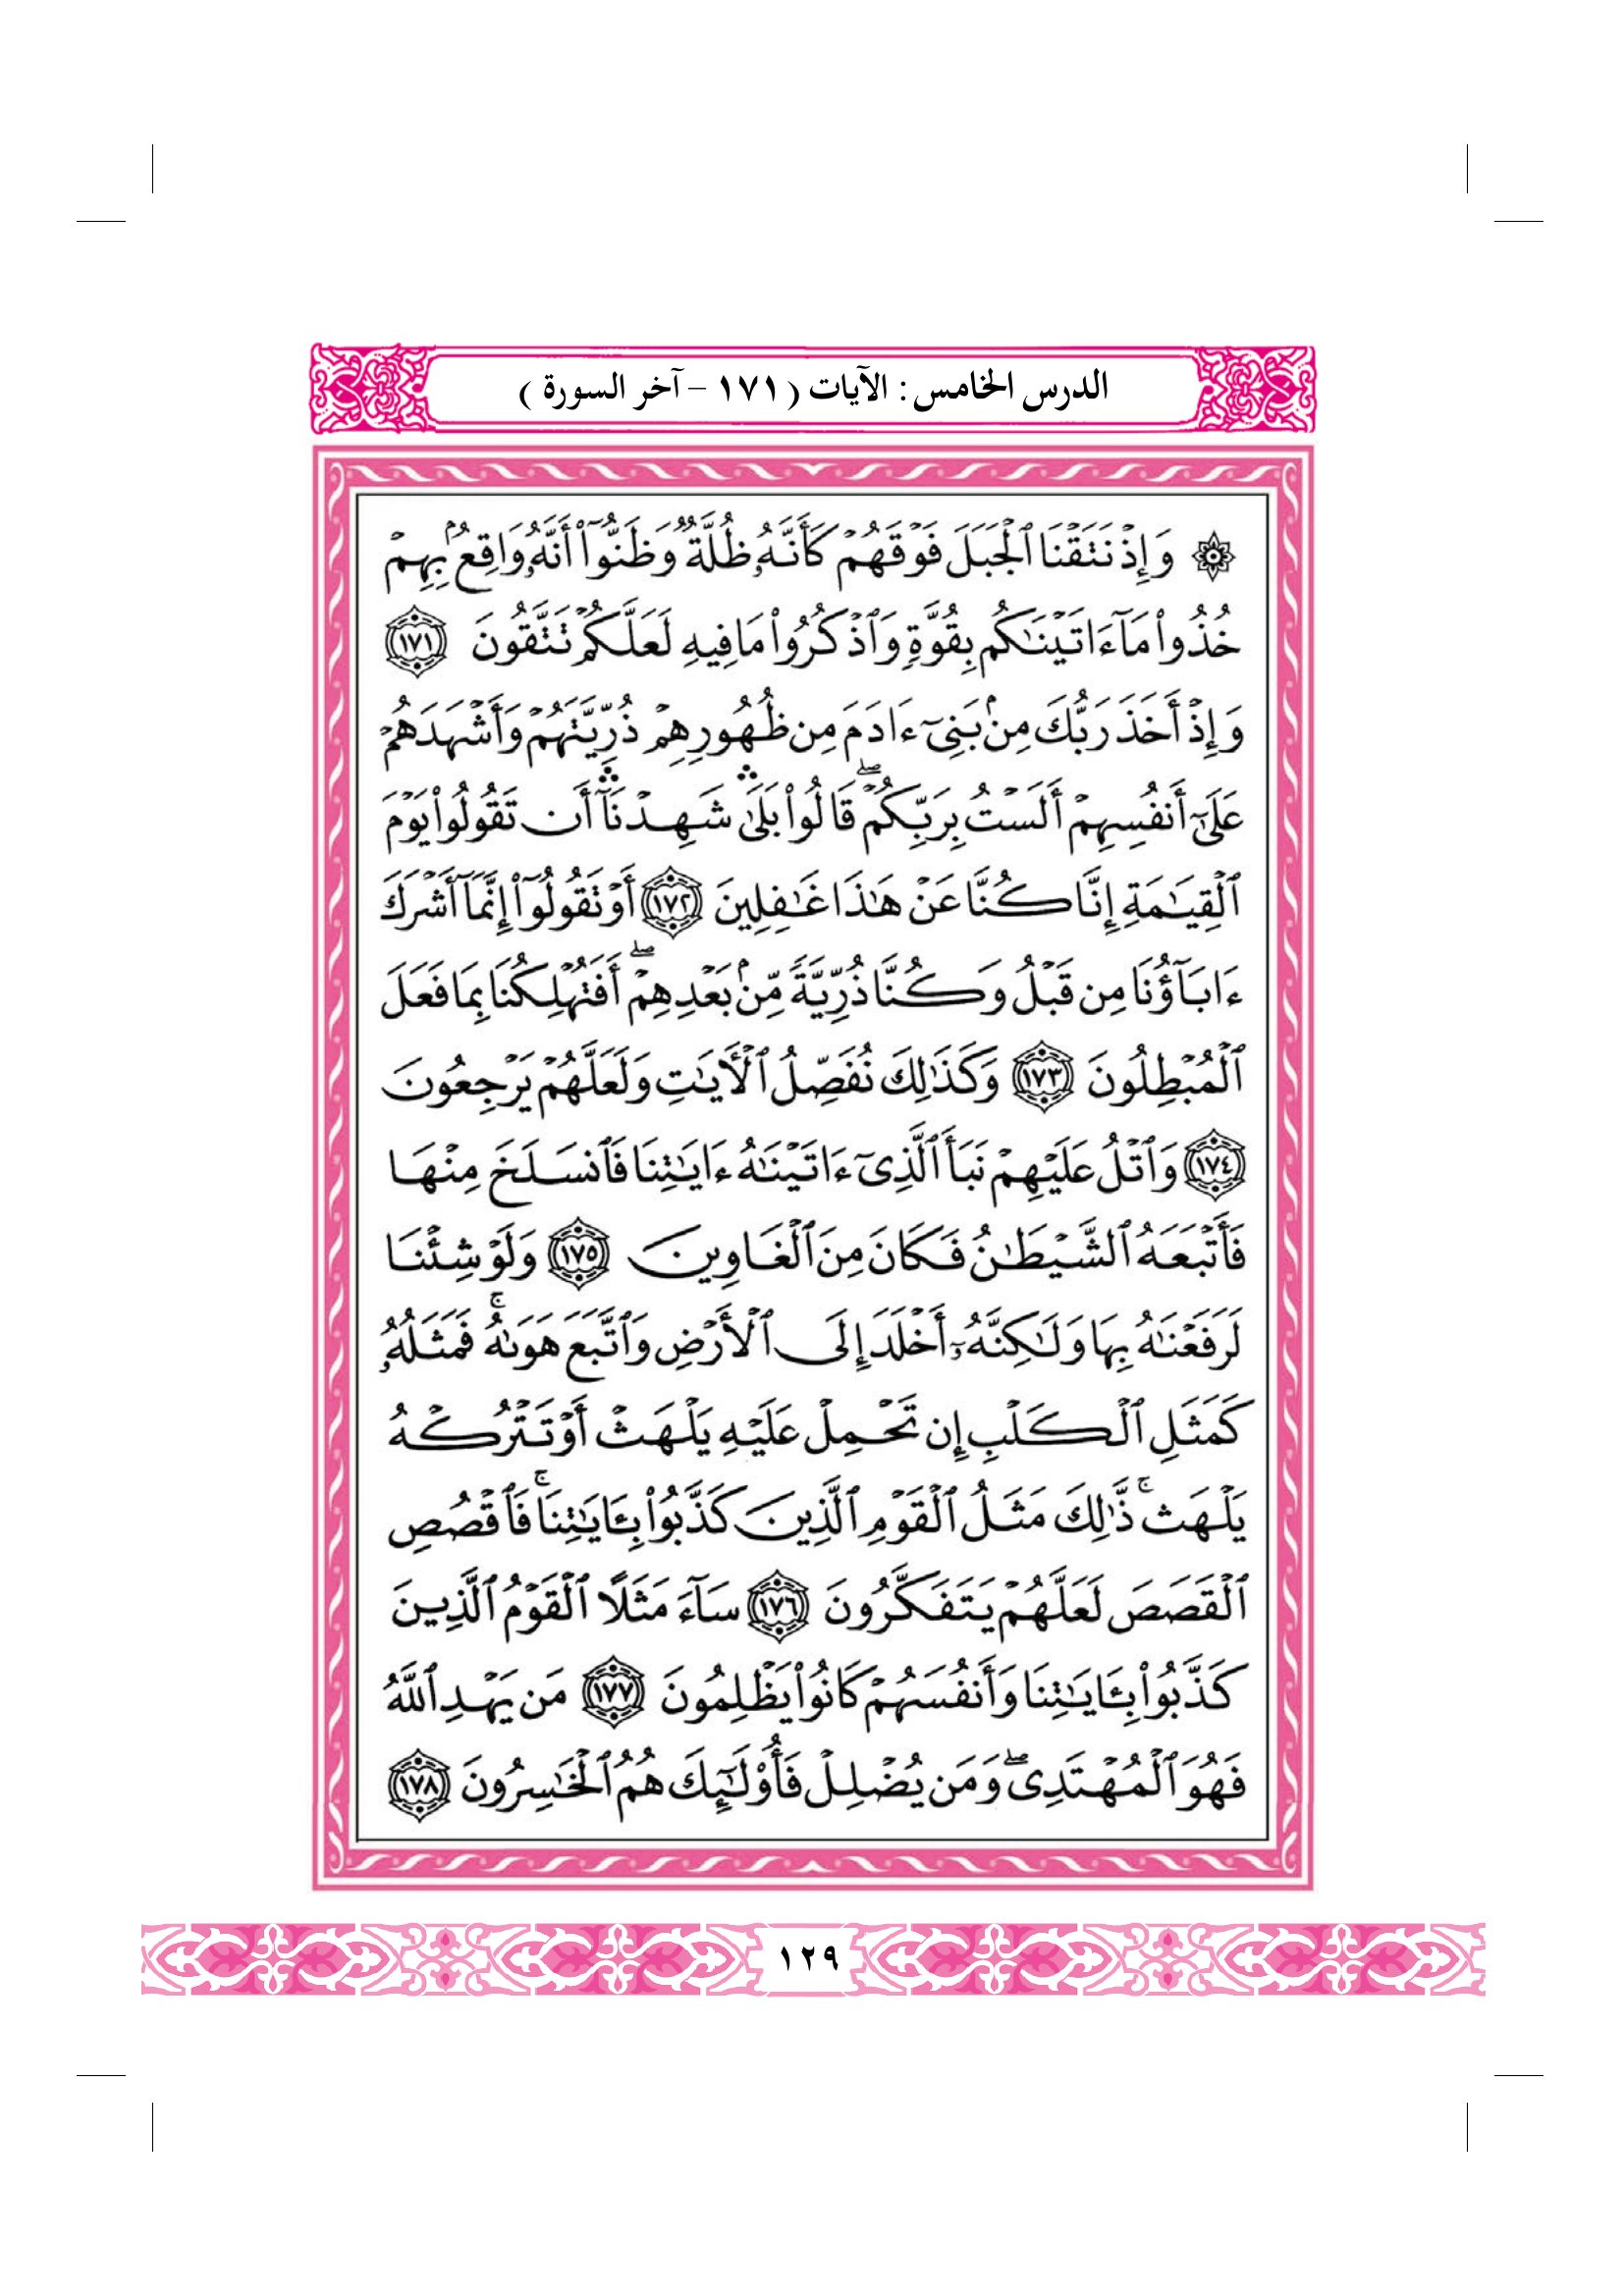 الدرس الخامس : الآيات ( ١٧١ - آخر السورة )
۞ وَإِذْ نَتَقْنَا ٱلْجَبَلَ فَوْقَهُمْ كَأَنَّهُۥ ظُلَّةٌ وَظَنُّوٓا۟ أَنَّهُۥ وَاقِعٌۢ بِهِمْ
خُذُوا۟ مَآ ءَاتَيْنَـٰكُم بِقُوَّةٍ وَٱذْكُرُوا۟ مَا فِيهِ لَعَلَّكُمْ تَتَّقُونَ ١٧١
وَإِذْ أَخَذَ رَبُّكَ مِنۢ بَنِىٓ ءَادَمَ مِن ظُهُورِهِمْ ذُرِّيَّتَهُمْ وَأَشْهَدَهُمْ
عَلَىٰٓ أَنفُسِهِمْ أَلَسْتُ بِرَبِّكُمْ ۖ قَالُوا۟ بَلَىٰ ۛ شَهِدْنَآ ۛ أَن تَقُولُوا۟ يَوْمَ
ٱلْقِيَـٰمَةِ إِنَّا كُنَّا عَنْ هَـٰذَا غَـٰفِلِينَ ١٧٢ أَوْ تَقُولُوٓا۟ إِنَّمَآ أَشْرَكَ
ءَابَآؤُنَا مِن قَبْلُ وَكُنَّا ذُرِّيَّةً مِّنۢ بَعْدِهِمْ ۖ أَفَتُهْلِكُنَا بِمَا فَعَلَ
ٱلْمُبْطِلُونَ ١٧٣ وَكَذَٰلِكَ نُفَصِّلُ ٱلْـَٔايَـٰتِ وَلَعَلَّهُمْ يَرْجِعُونَ
١٧٤ وَٱتْلُ عَلَيْهِمْ نَبَأَ ٱلَّذِىٓ ءَاتَيْنَـٰهُ ءَايَـٰتِنَا فَٱنسَلَخَ مِنْهَا
فَأَتْبَعَهُ ٱلشَّيْطَـٰنُ فَكَانَ مِنَ ٱلْغَاوِينَ ١٧٥ وَلَوْ شِئْنَا
لَرَفَعْنَـٰهُ بِهَا وَلَـٰكِنَّهُۥٓ أَخْلَدَ إِلَى ٱلْأَرْضِ وَٱتَّبَعَ هَوَىٰهُ ۚ فَمَثَلُهُۥ
كَمَثَلِ ٱلْكَلْبِ إِن تَحْمِلْ عَلَيْهِ يَلْهَثْ أَوْ تَتْرُكْهُ
يَلْهَث ۚ ذَّٰلِكَ مَثَلُ ٱلْقَوْمِ ٱلَّذِينَ كَذَّبُوا۟ بِـَٔايَـٰتِنَا ۚ فَٱقْصُصِ
ٱلْقَصَصَ لَعَلَّهُمْ يَتَفَكَّرُونَ ١٧٦ سَآءَ مَثَلًا ٱلْقَوْمُ ٱلَّذِينَ
كَذَّبُوا۟ بِـَٔايَـٰتِنَا وَأَنفُسَهُمْ كَانُوا۟ يَظْلِمُونَ ١٧٧ مَن يَهْدِ ٱللَّهُ
فَهُوَ ٱلْمُهْتَدِى ۖ وَمَن يُضْلِلْ فَأُو۟لَـٰٓئِكَ هُمُ ٱلْخَـٰسِرُونَ ١٧٨
١٢٩